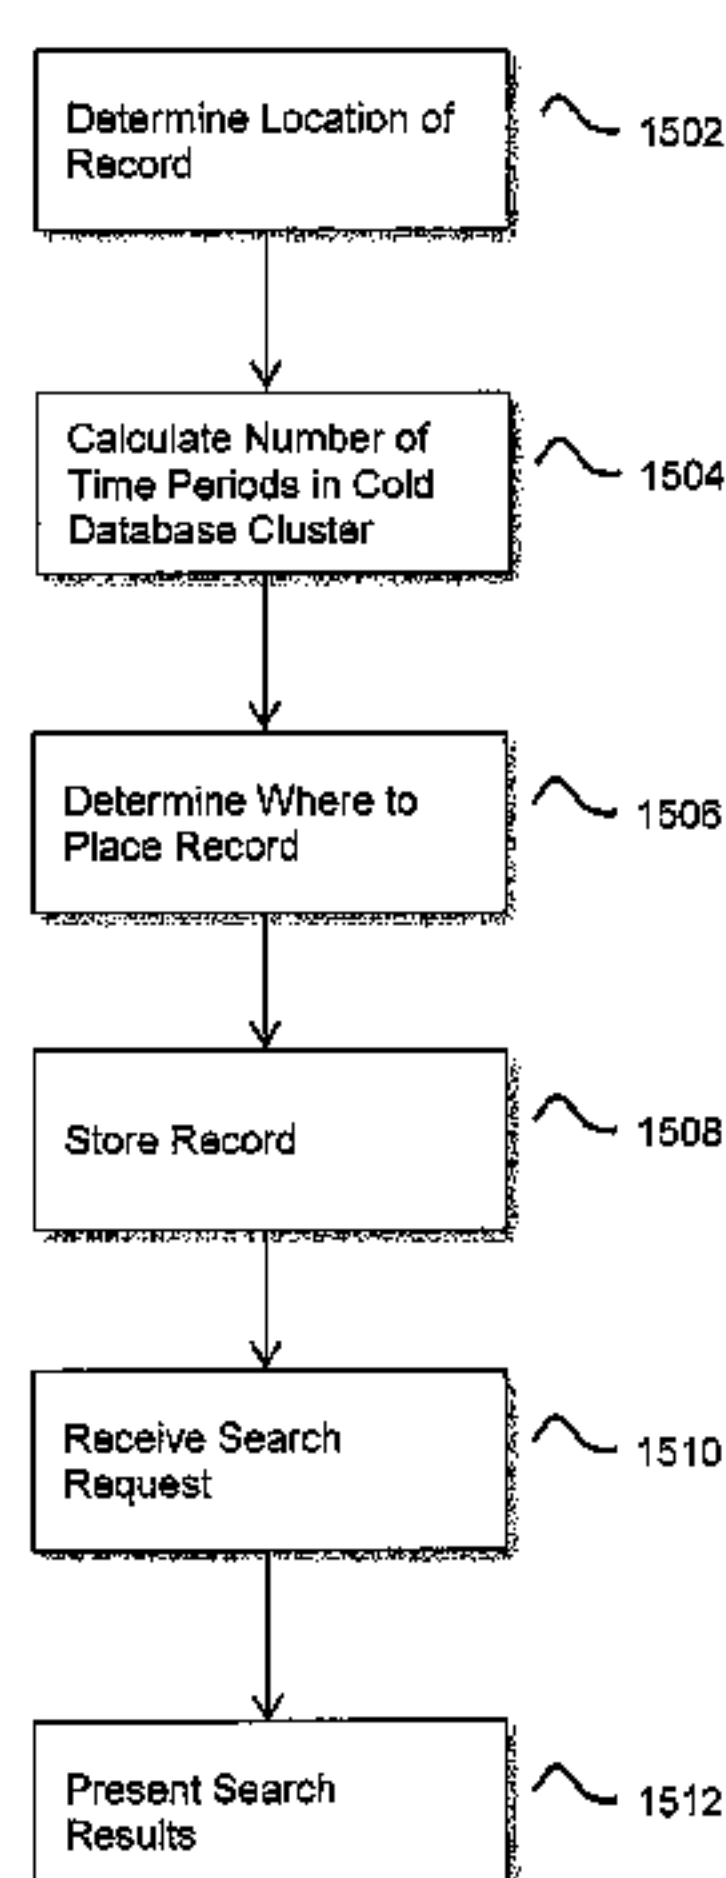 Determine Location of
Record
1502
Calculate Number of
Time Periods in Cold
Database Cluster
1504
Determine Where to
Place Record
1506
Store Record
1508
Receive Search
Request
1510
Present Search
Results
1512